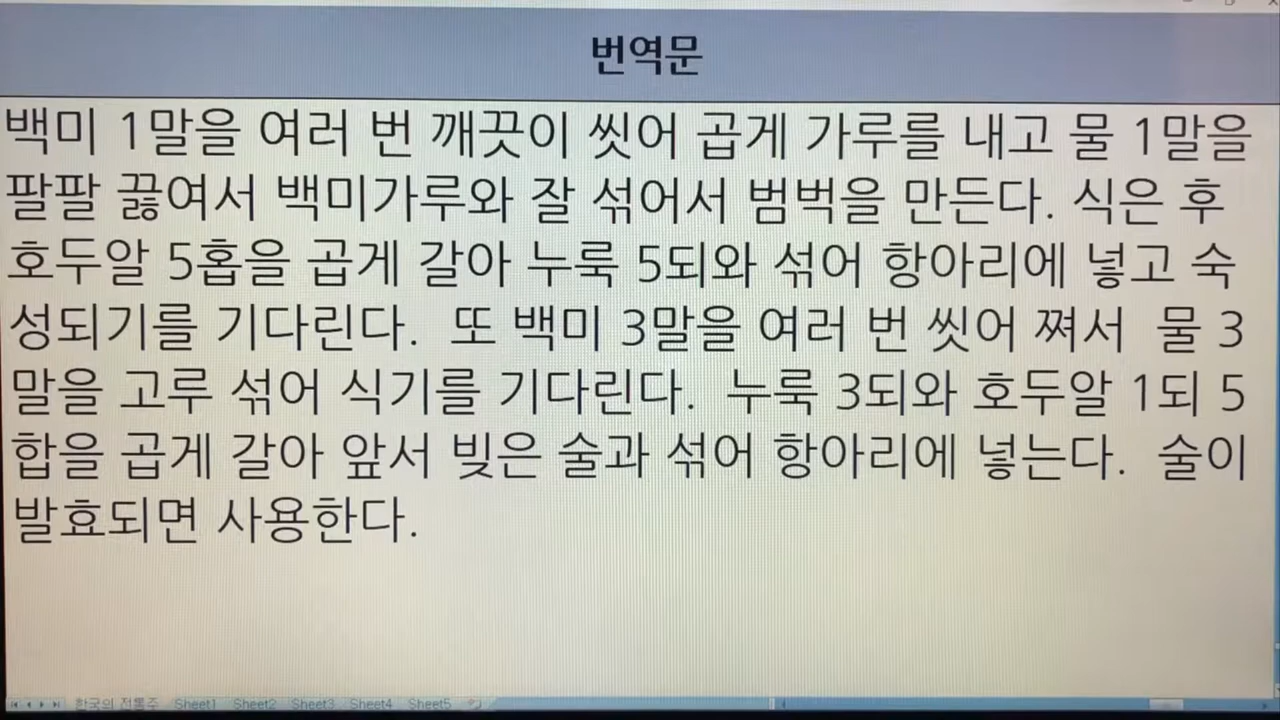 번역문
백미 1말을 여러 번 깨끗이 씻어 곱게 가루를 내고 물 1말을
팔팔 끓여서 백미가루와 잘 섞어서 범벅을 만든다. 식은 후
호두알 5홉을 곱게 갈아 누룩 5되와 섞어 항아리에 넣고 숙
성되기를 기다린다. 또 백미 3말을 여러 번 씻어 쪄서 물 3
말을 고루 섞어 식기를 기다린다. 누룩 3되와 호두알 1되 5
합을 곱게 갈아 앞서 빚은 술과 섞어 항아리에 넣는다. 술이
발효되면 사용한다.
한국의 전통주 Sheet1 Sheet2 Sheet3 Sheet4 Sheet5